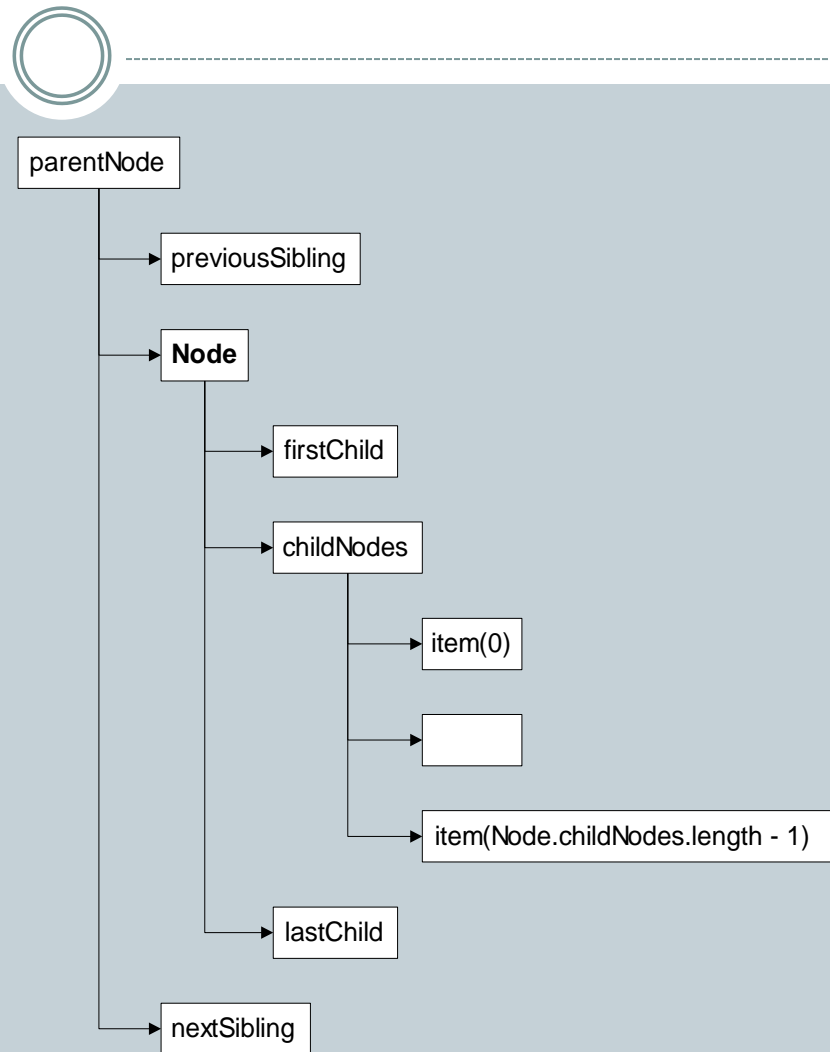 parentNode
previousSibling
Node
firstChild
childNodes
item(0)
item(Node.childNodes.length - 1)
lastChild
nextSibling